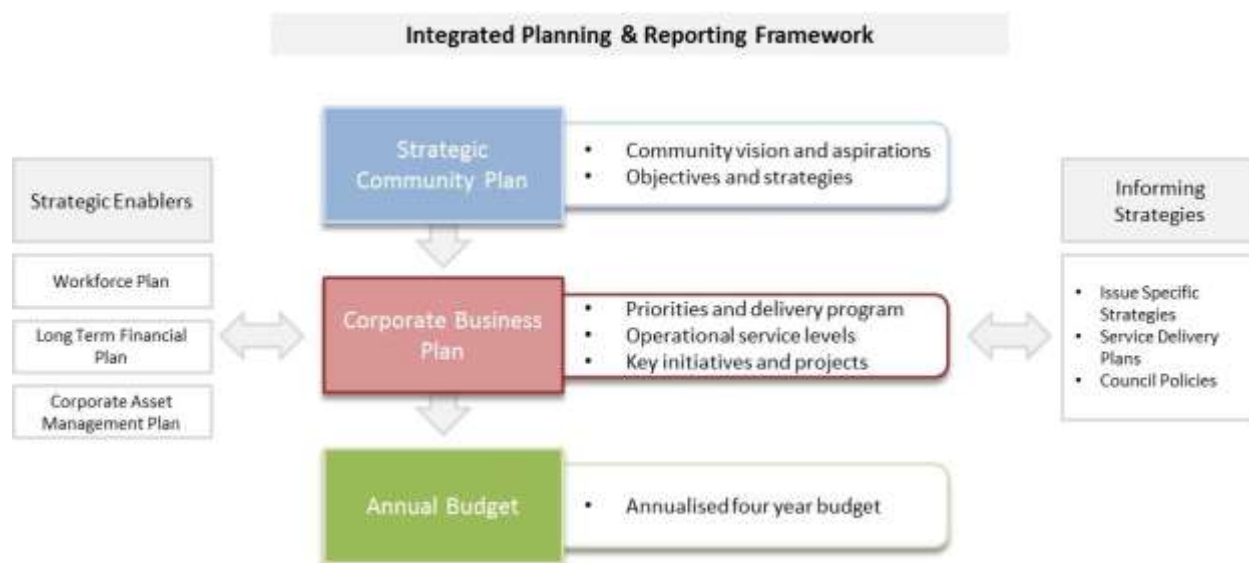 Integrated Planning & Reporting Framework
Strategic
Community Plan
• Community vision and aspirations
• Objectives and strategies
Strategic Enablers
Workforce Plan
Long Term Financial
Plan
Corporate Asset
Management Plan
Corporate Business
Plan
• Priorities and delivery program
• Operational service levels
• Key initiatives and projects
Informing
Strategies
• Issue Specific
Strategies
• Service Delivery
Plans
• Council Policies
Annual Budget
• Annualised four year budget